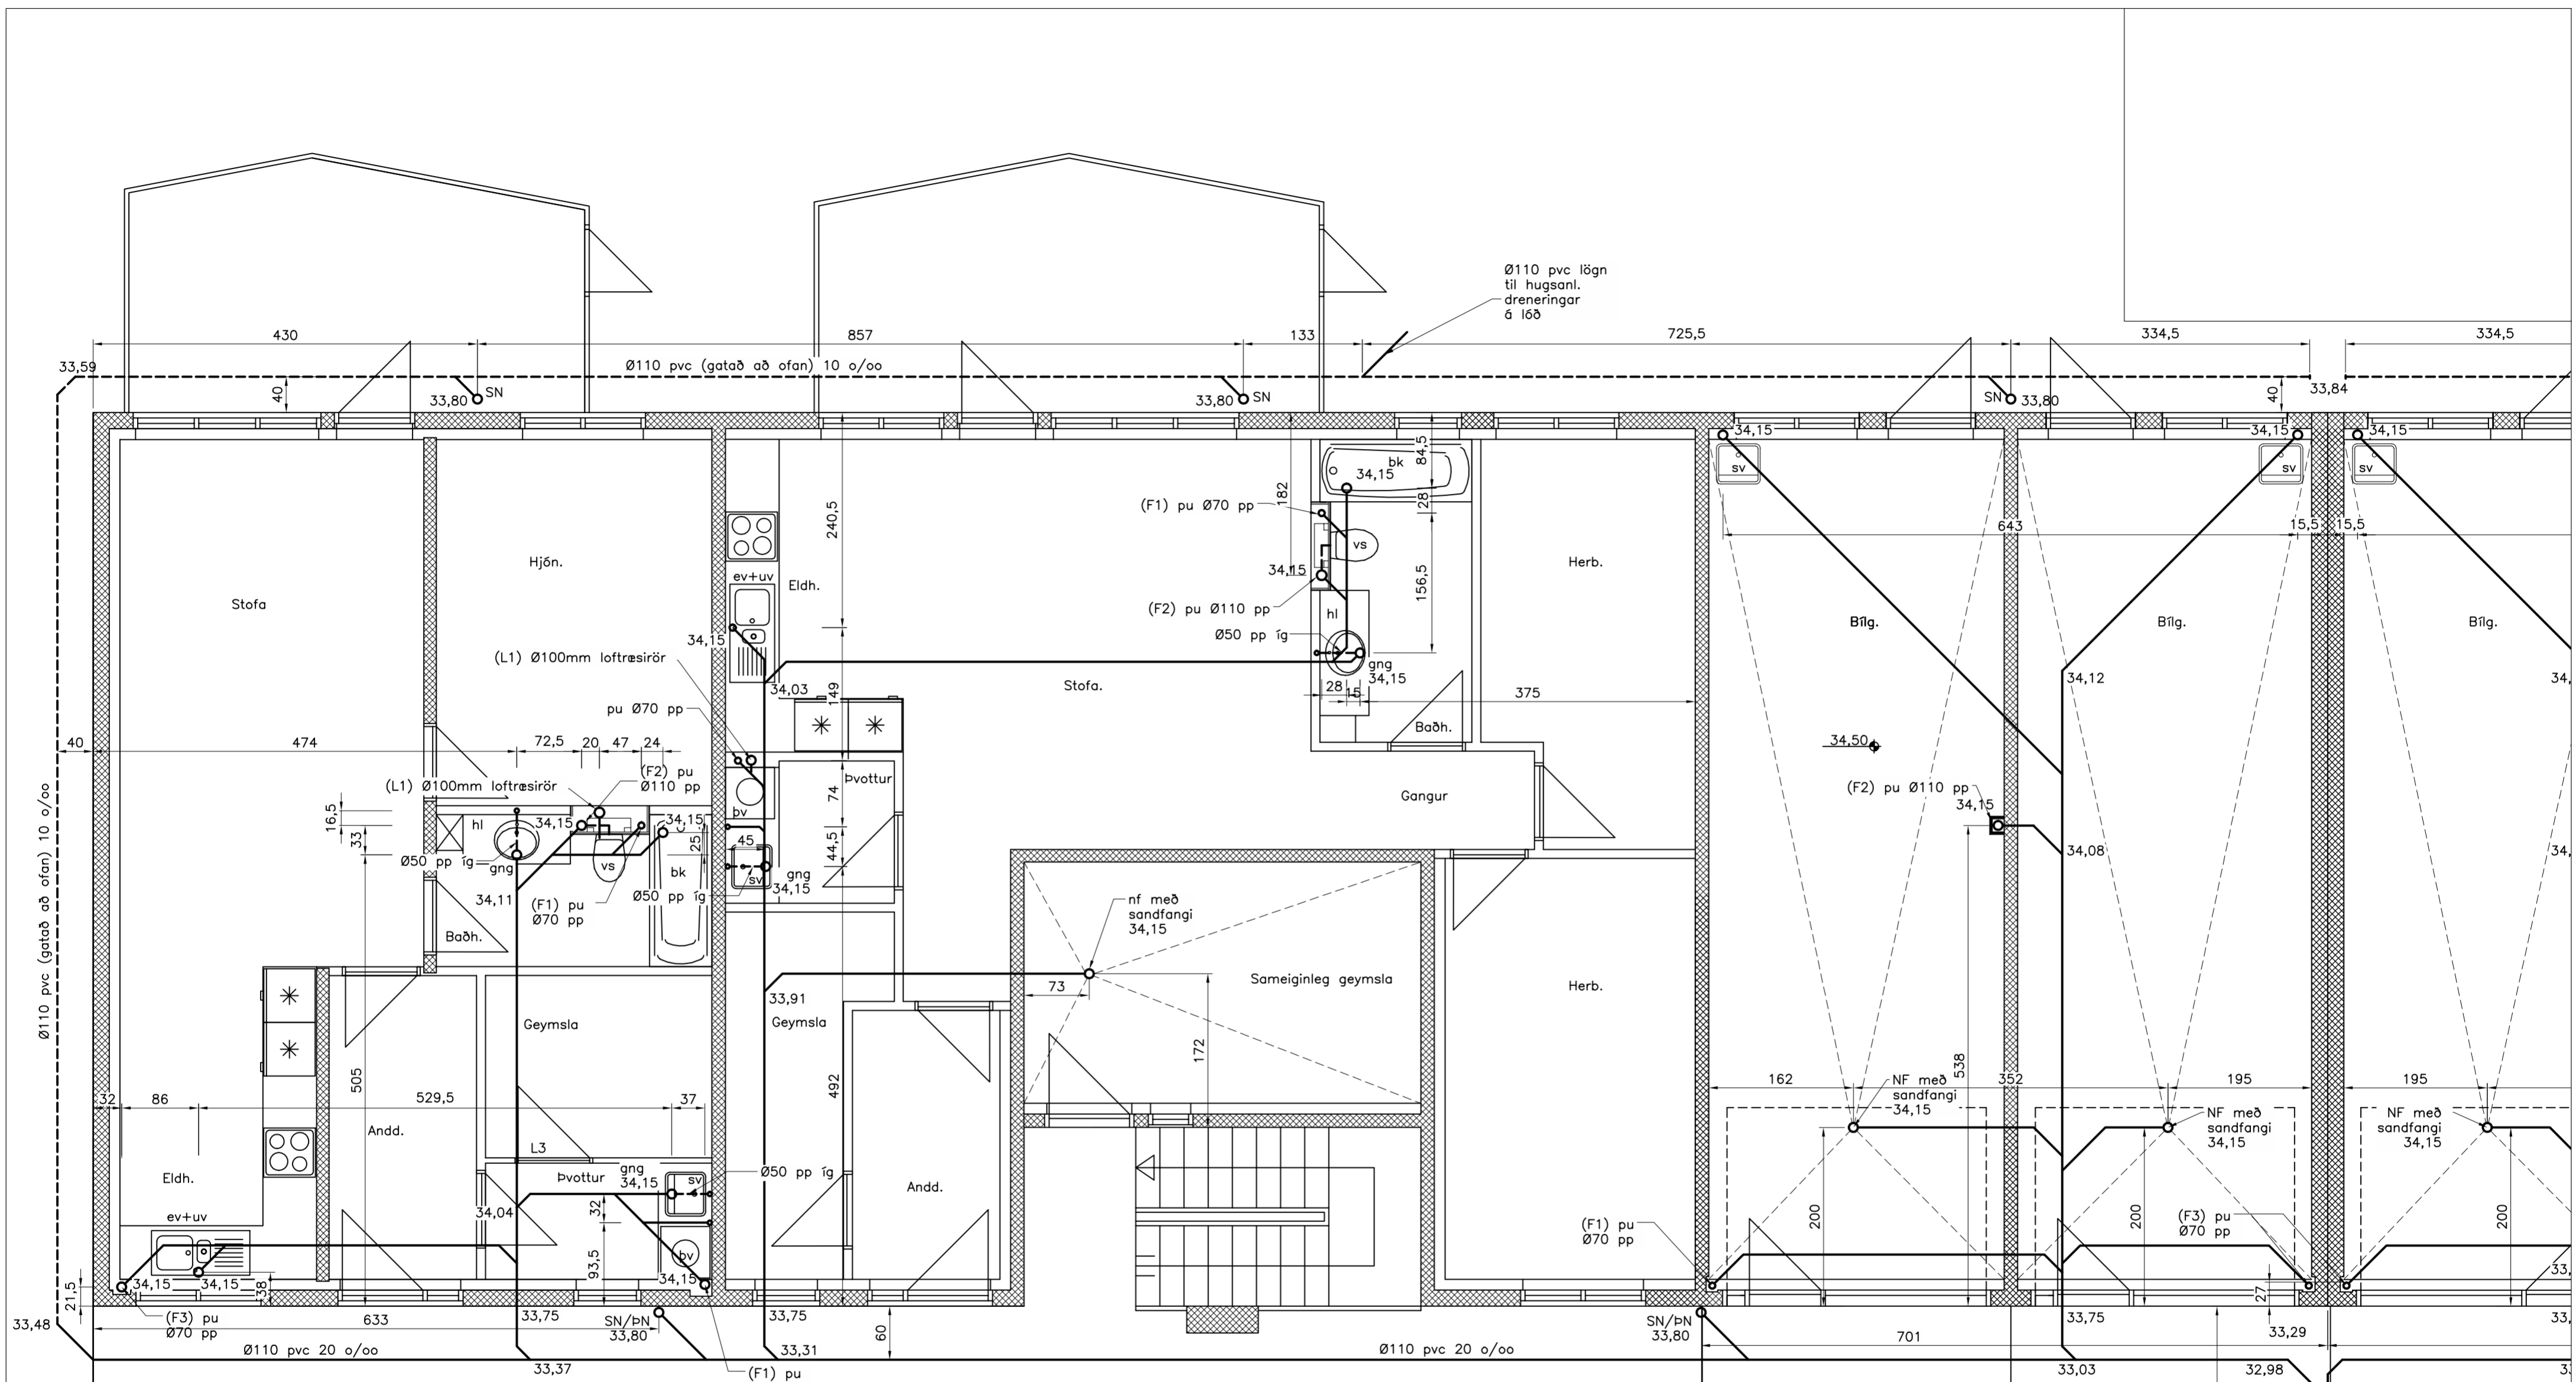 Ø110 pvc lögn
til hugsanl.
dreneringar
á lóð
430
857
133
725,5
334,5
334,5
33,59
Ø110 pvc (gatað að ofan) 10 o/oo
40
33,80
SN
33,80
SN
SN
33,80
33,84
40
34,15
34,15
34,15
sv
sv
sv
84,5
bk
34,15
28
182
(F1) pu Ø70 pp
240,5
643
15,5
15,5
vs
Hjón.
Herb.
ev+uv
Eldh.
34,15
156,5
Stofa
(F2) pu Ø110 pp
hl
Bílg.
Bílg.
Bílg.
34,15
Ø50 pp íg
(L1) Ø100mm loftræsirör
gng
34,15
34,03
149
Stofa.
28
15
375
34,12
34,
pu Ø70 pp
Baðh.
34,50
40
474
72,5
20
47
24
(F2) pu
Ø110 pp
(L1) Ø100mm loftræsirör
Þvottur
74
Gangur
(F2) pu Ø110 pp
34,15
16,5
33
hl
34,15
34,15
þv
Ø50 pp íg
gng
vs
25
bk
45
44,5
34,08
34,
34,11
(F1) pu
Ø70 pp
Ø50 pp íg
sv
gng
34,15
nf með
sandfangi
34,15
Baðh.
Ø110 pvc (gatað að ofan) 10 o/oo
33,91
73
Sameiginleg geymsla
Herb.
Geymsla
Geymsla
172
505
492
538
32
86
529,5
37
162
352
195
195
NF með
sandfangi
34,15
NF með
sandfangi
34,15
NF með
sandfangi
34,15
Andd.
L3
Eldh.
Þvottur
gng
34,15
sv
Ø50 pp íg
Andd.
ev+uv
34,04
32
200
200
200
(F1) pu
Ø70 pp
(F3) pu
Ø70 pp
þv
93,5
34,15
34,15
34,15
38
21,5
27
33,
33,48
(F3) pu
Ø70 pp
633
33,75
SN/ÞN
33,80
33,75
60
SN/ÞN
33,80
701
33,75
33,29
33,
Ø110 pvc 20 o/oo
33,37
33,31
(F1) pu
Ø110 pvc 20 o/oo
33,03
32,98